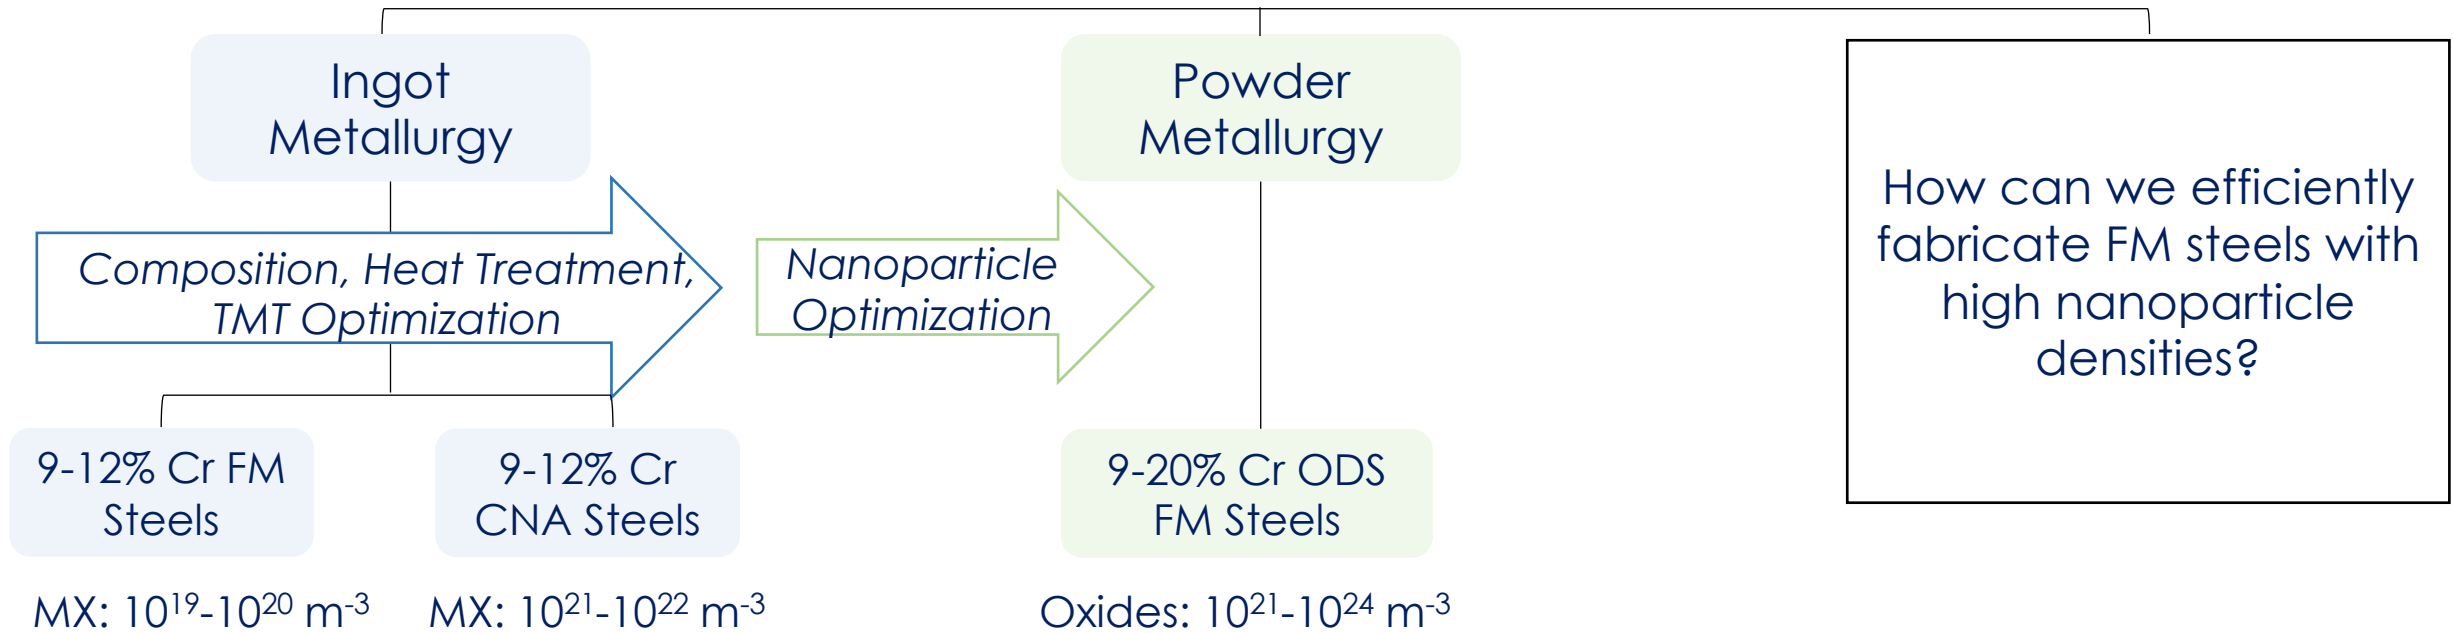 Ingot
Metallurgy
Powder
Metallurgy
How can we efficiently
fabricate FM steels with
high nanoparticle
densities?
Composition, Heat Treatment,
TMT Optimization
Nanoparticle
Optimization
9-12% Cr FM
Steels
9-12% Cr
CNA Steels
9-20% Cr ODS
FM Steels
MX: 10¹⁹-10²⁰ m⁻³
MX: 10²¹-10²² m⁻³
Oxides: 10²¹-10²⁴ m⁻³